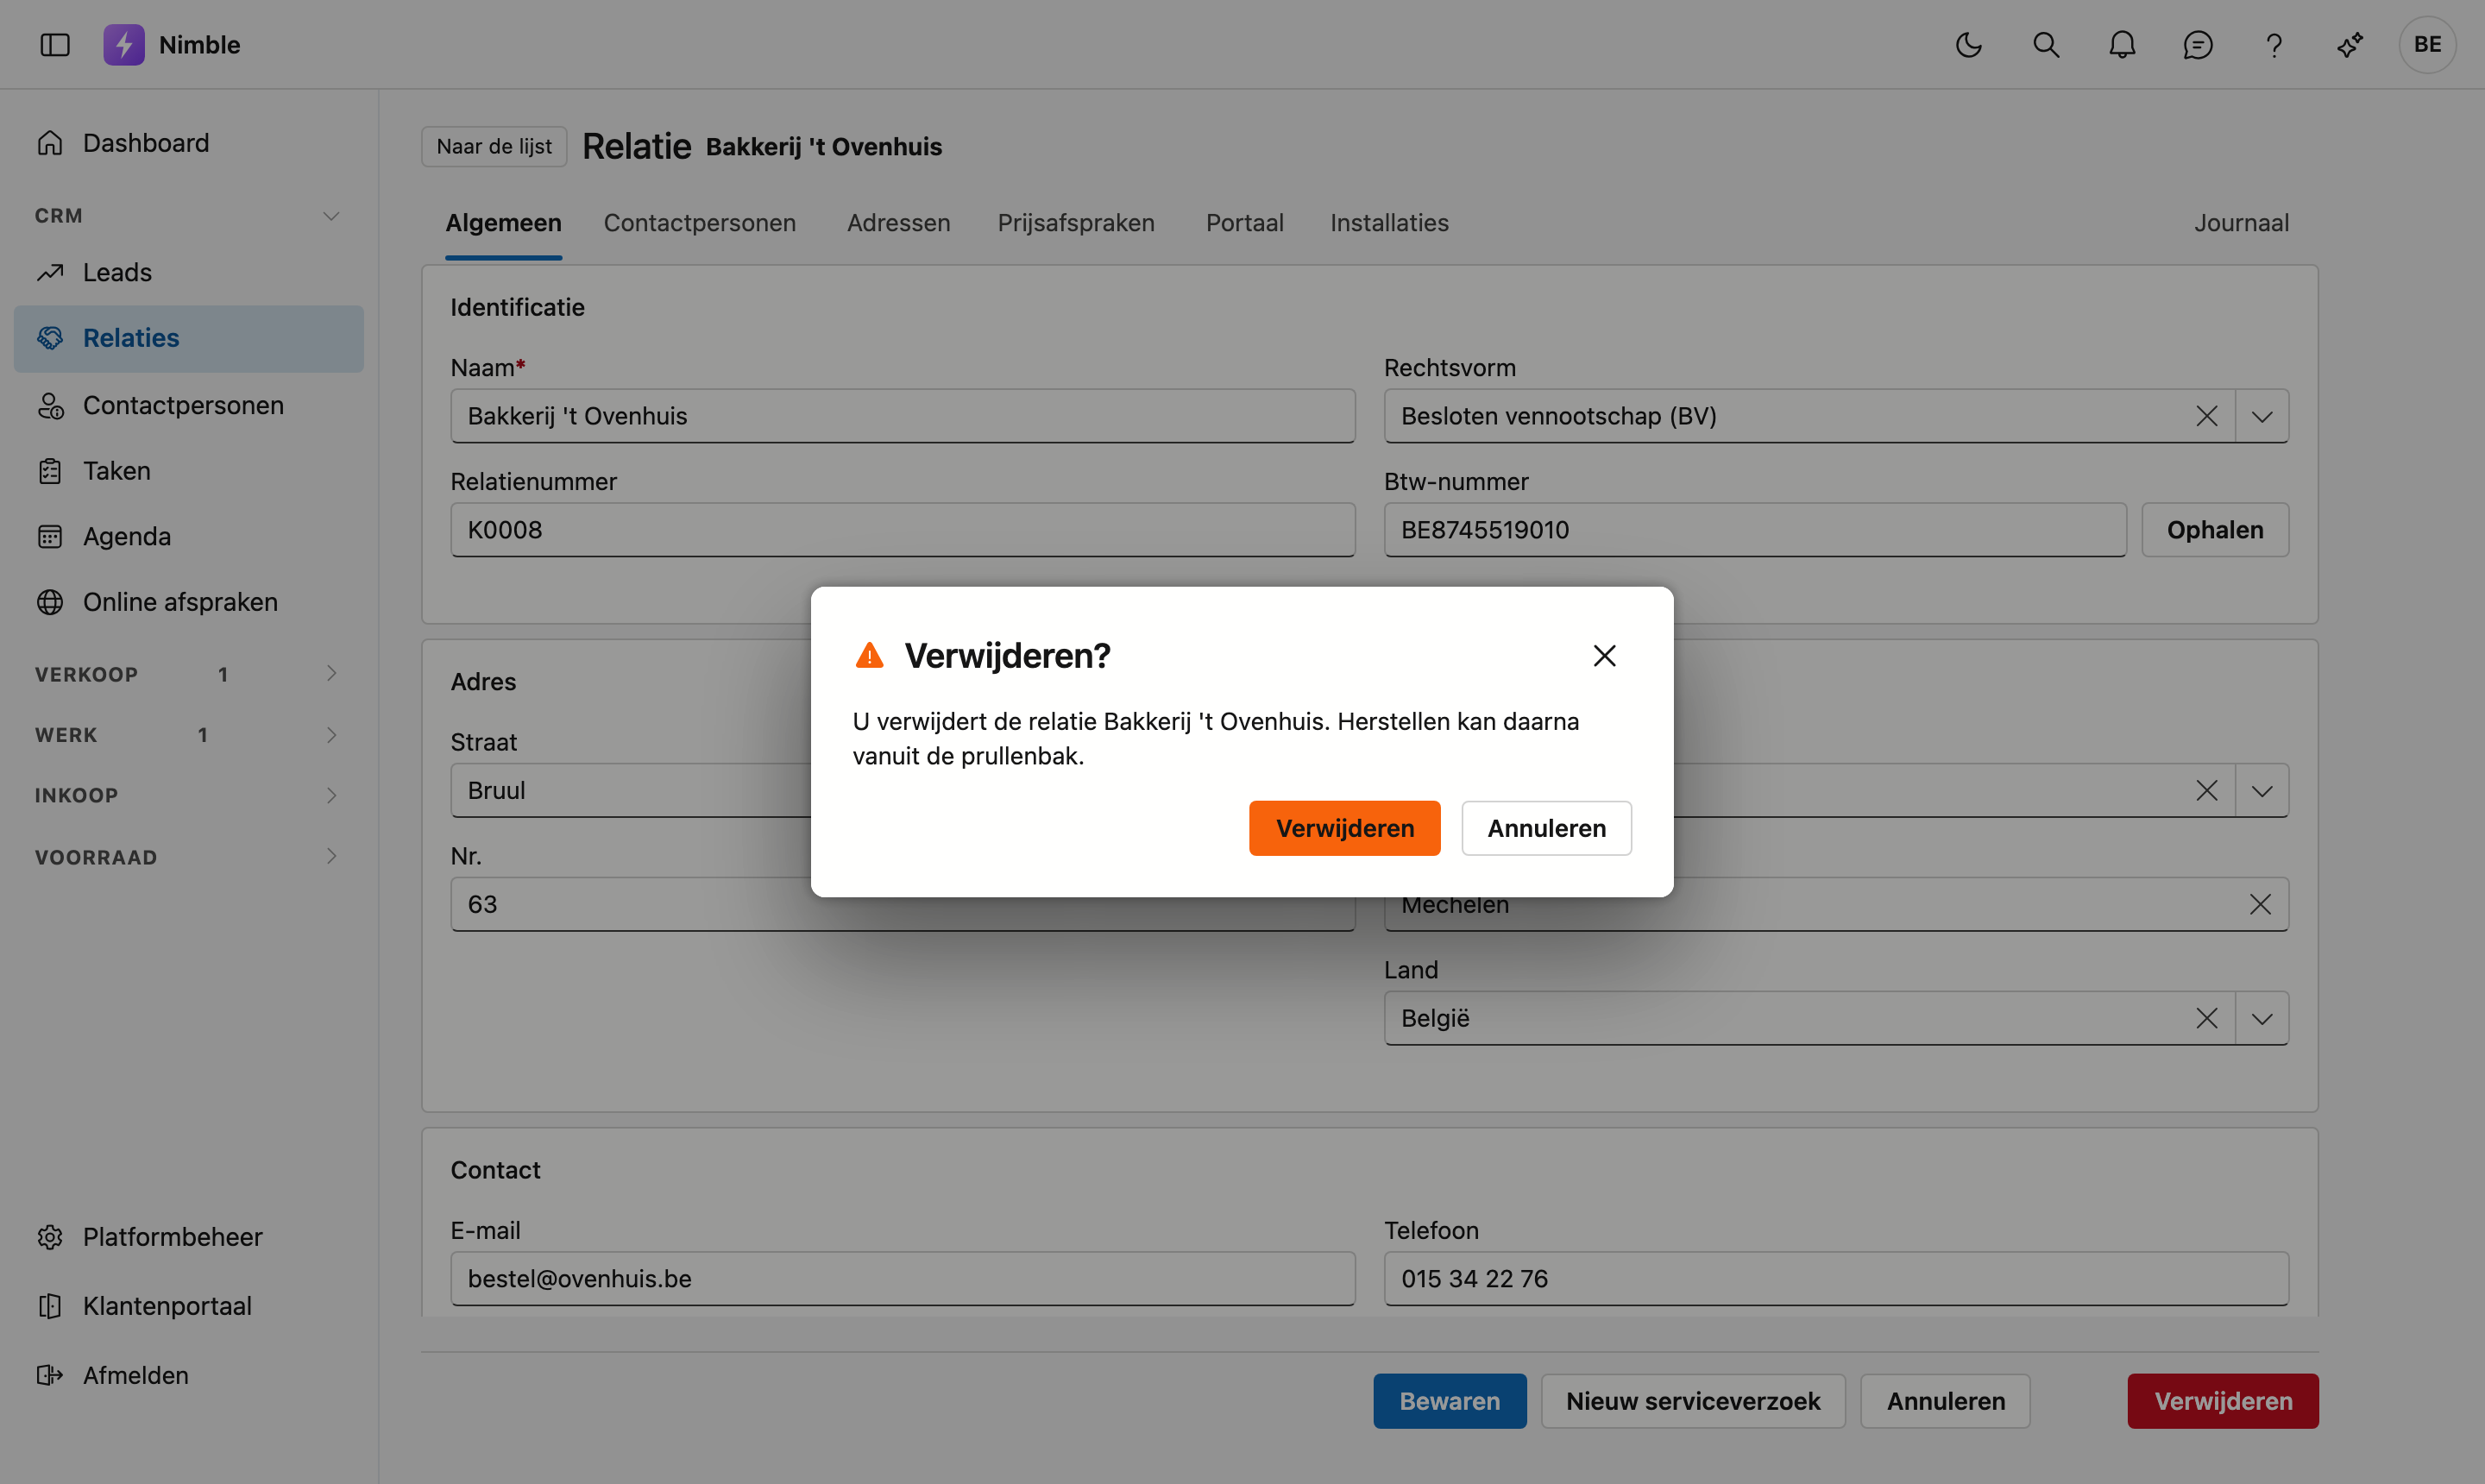 Nimble
BE
Dashboard
CRM
Leads
Relaties
Contactpersonen
Taken
Agenda
Online afspraken
VERKOOP 1
WERK 1
INKOOP
VOORRAAD
Platformbeheer
Klantenportaal
Afmelden
Naar de lijst Relatie Bakkerij 't Ovenhuis
Algemeen Contactpersonen Adressen Prijsafspraken Portaal Installaties Journaal
Identificatie
Naam* Rechtsvorm
Bakkerij 't Ovenhuis Besloten vennootschap (BV)
Relatienummer Btw-nummer
K0008 BE8745519010 Ophalen
Adres
Straat
Bruul
Nr.
63 Mechelen
Land
België
Verwijderen?
U verwijdert de relatie Bakkerij 't Ovenhuis. Herstellen kan daarna
vanuit de prullenbak.
Verwijderen Annuleren
Contact
E-mail Telefoon
bestel@ovenhuis.be 015 34 22 76
Bewaren Nieuw serviceverzoek Annuleren Verwijderen